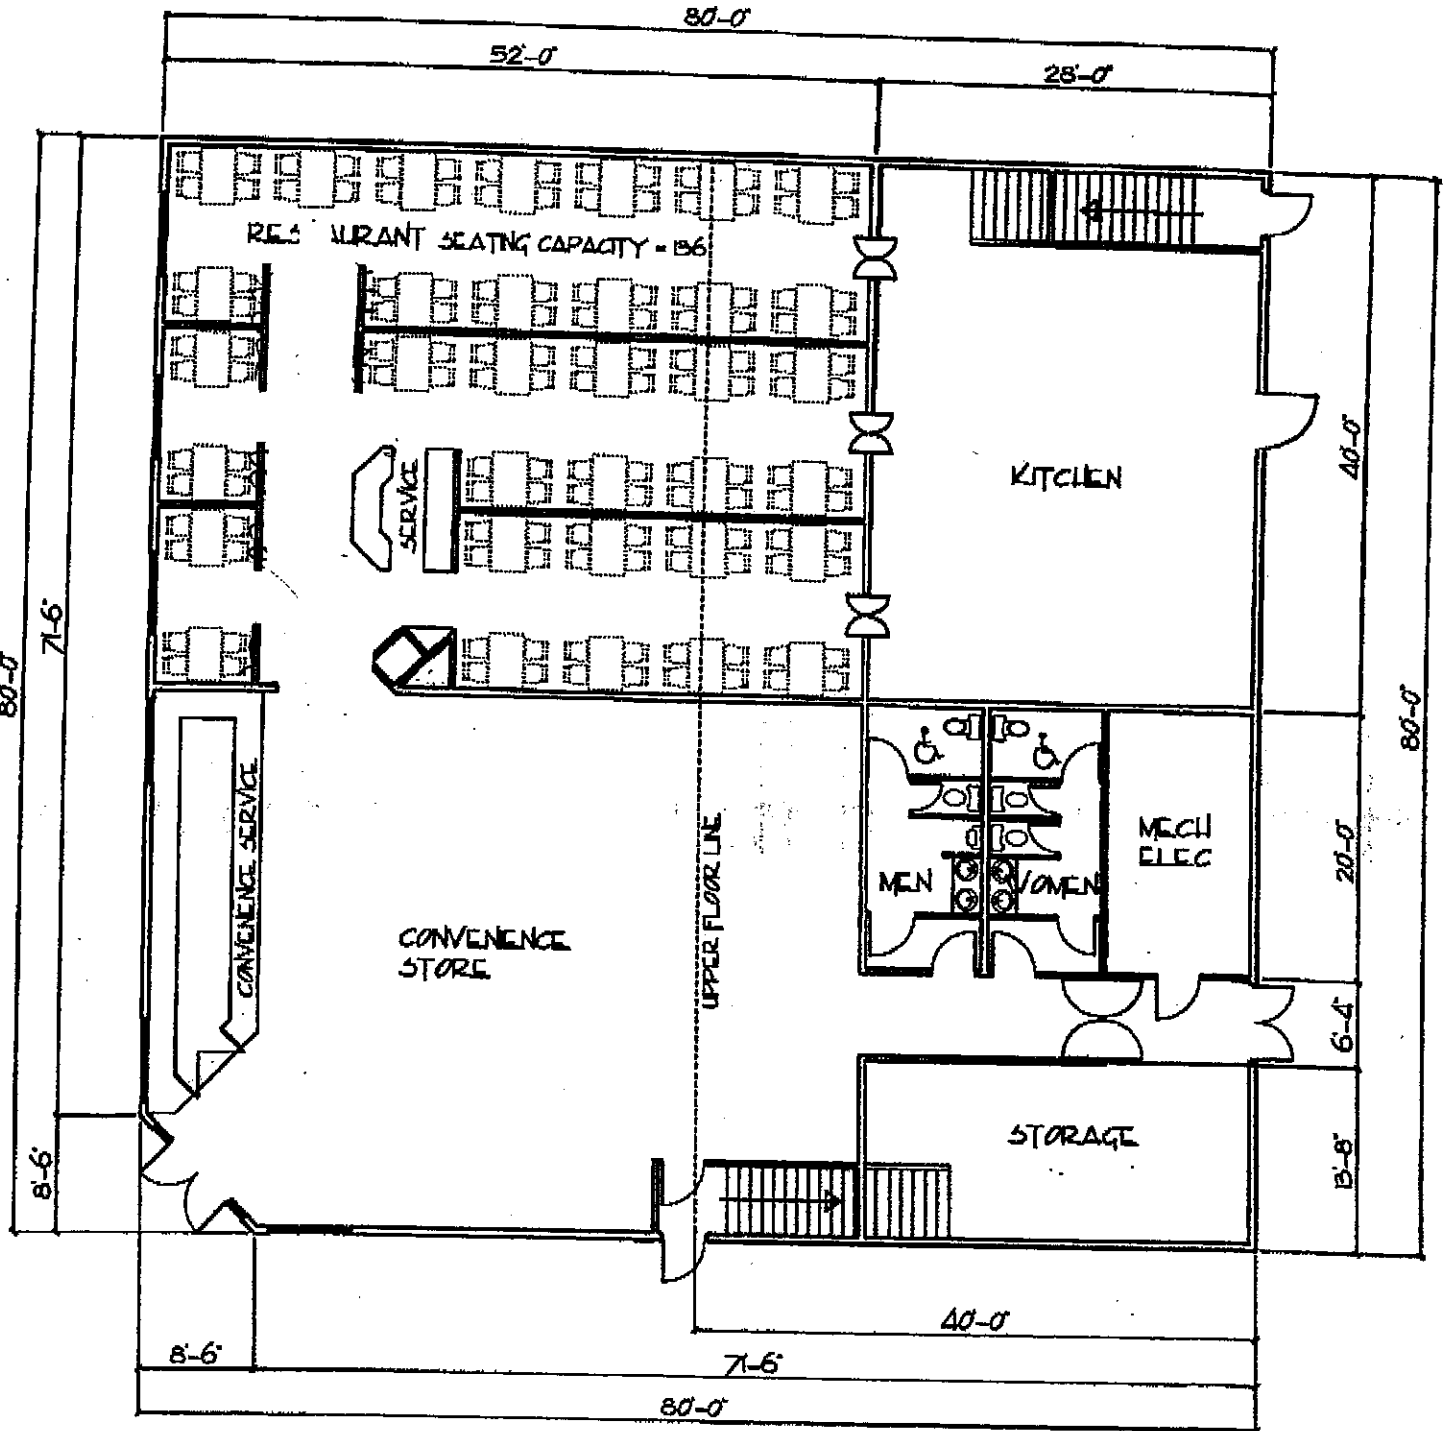 80'-0"
52'-0"
28'-0"
RES AURANT SEATING CAPACITY = 136
80'-0"
71'-6"
SERVICE
KITCHEN
40'-0"
80'-0"
CONVENIENCE SERVICE
UPPER FLOOR LINE
MEN
WOMEN
MECH
ELEC
20'-0"
CONVENIENCE
STORE
6'-4"
STORAGE
13'-8"
8'-6"
40'-0"
8'-6"
71'-6"
80'-0"